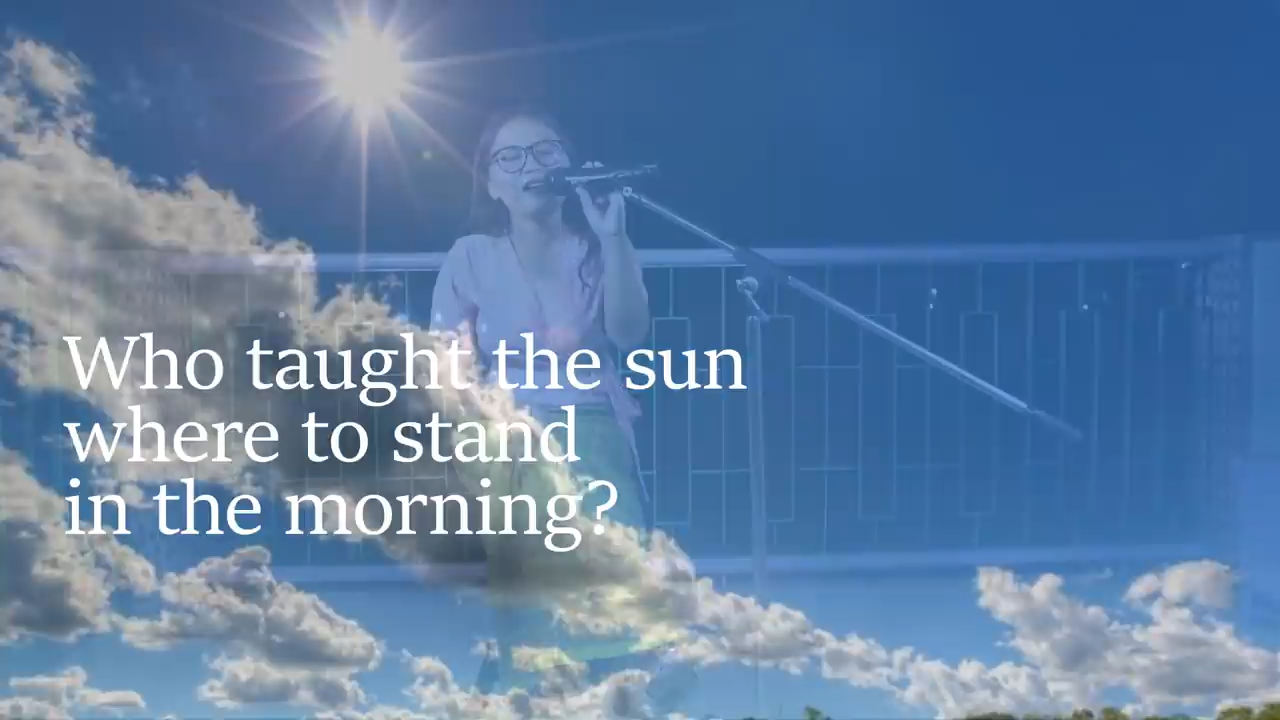 Who taught the sun
where to stand
in the morning?